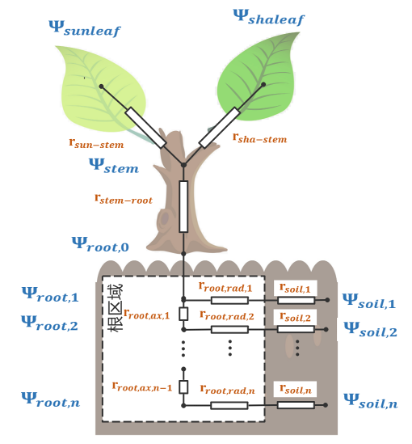 Ψsunleaf
Ψshaleaf
rsun−stem
rsha−stem
Ψstem
rstem−root
Ψroot,0
根区域
Ψroot,1
rroot,rad,1
rsoil,1
Ψsoil,1
rroot,ax,1
Ψroot,2
rroot,rad,2
rsoil,2
Ψsoil,2
rroot,ax,n−1
Ψroot,n
rroot,rad,n
rsoil,n
Ψsoil,n